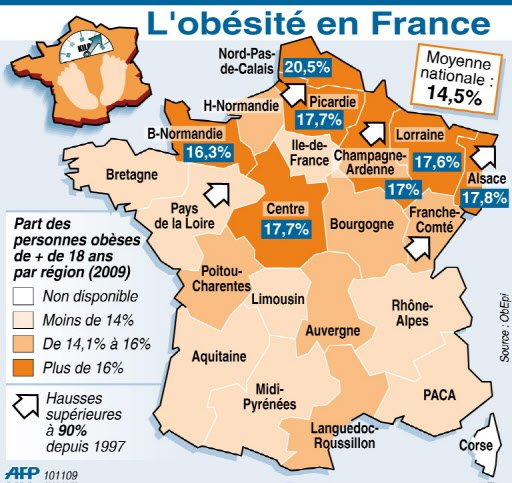 L'obésité en France
KILO
Moyenne
nationale :
14,5%
Nord-Pas-
de-Calais
20,5%
H-Normandie
Picardie
17,7%
B-Normandie
16,3%
Ile-de-
France
Champagne-
Ardenne
17%
Lorraine
17,6%
Alsace
17,8%
Bretagne
Pays
de la Loire
Centre
17,7%
Bourgogne
Franche-
Comté
Part des
personnes obèses
de + de 18 ans
par région (2009)
Non disponible
Moins de 14%
De 14,1% à 16%
Plus de 16%
Hausses
supérieures
à 90%
depuis 1997
Poitou-
Charentes
Limousin
Auvergne
Rhône-
Alpes
Aquitaine
Midi-
Pyrénées
Languedoc-
Roussillon
PACA
Corse
Source : ObEpi
AFP 101109